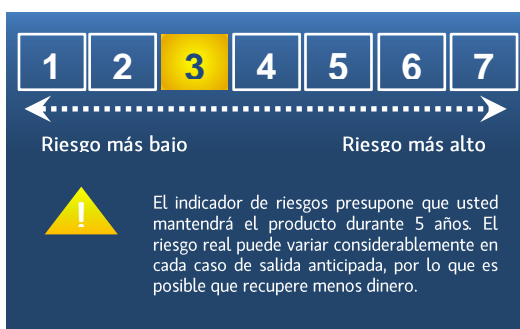 1 2 3 4 5 6 7
Riesgo más bajo Riesgo más alto
!
El indicador de riesgos presupone que usted
mantendrá el producto durante 5 años. El
riesgo real puede variar considerablemente en
cada caso de salida anticipada, por lo que es
posible que recupere menos dinero.